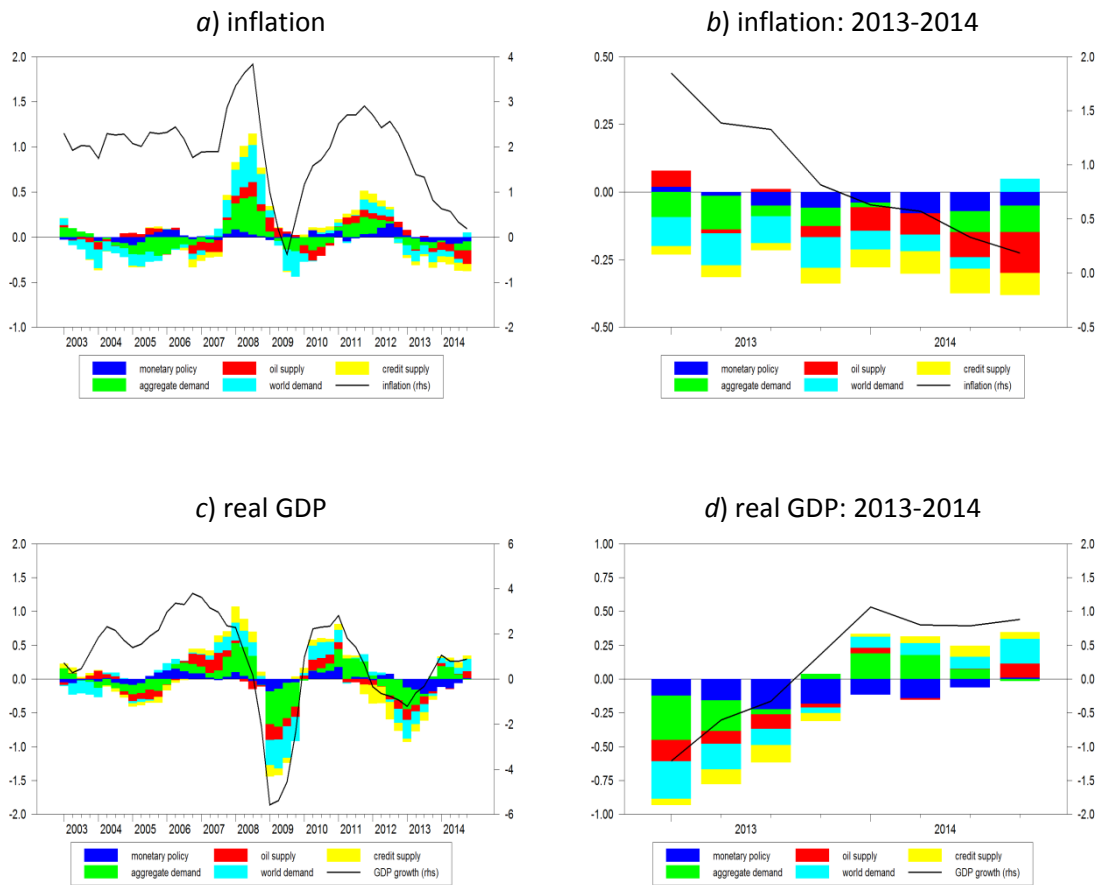 a) inflation
2.0 1.5 1.0 0.5 0.0 -0.5 -1.0
4 3 2 1 0 -1 -2
2003 2004 2005 2006 2007 2008 2009 2010 2011 2012 2013 2014
monetary policy oil supply credit supply
aggregate demand world demand inflation (rhs)
b) inflation: 2013-2014
0.50 0.25 0.00 -0.25 -0.50
2.0 1.5 1.0 0.5 0.0 -0.5
2013 2014
monetary policy oil supply credit supply
aggregate demand world demand inflation (rhs)
c) real GDP
2.0 1.5 1.0 0.5 0.0 -0.5 -1.0 -1.5 -2.0
6 4 2 0 -2 -4 -6
2003 2004 2005 2006 2007 2008 2009 2010 2011 2012 2013 2014
monetary policy oil supply credit supply
aggregate demand world demand GDP growth (rhs)
d) real GDP: 2013-2014
1.00 0.75 0.50 0.25 0.00 -0.25 -0.50 -0.75 -1.00
2.0 1.5 1.0 0.5 0.0 -0.5 -1.0 -1.5 -2.0
2013 2014
monetary policy oil supply credit supply
aggregate demand world demand GDP growth (rhs)